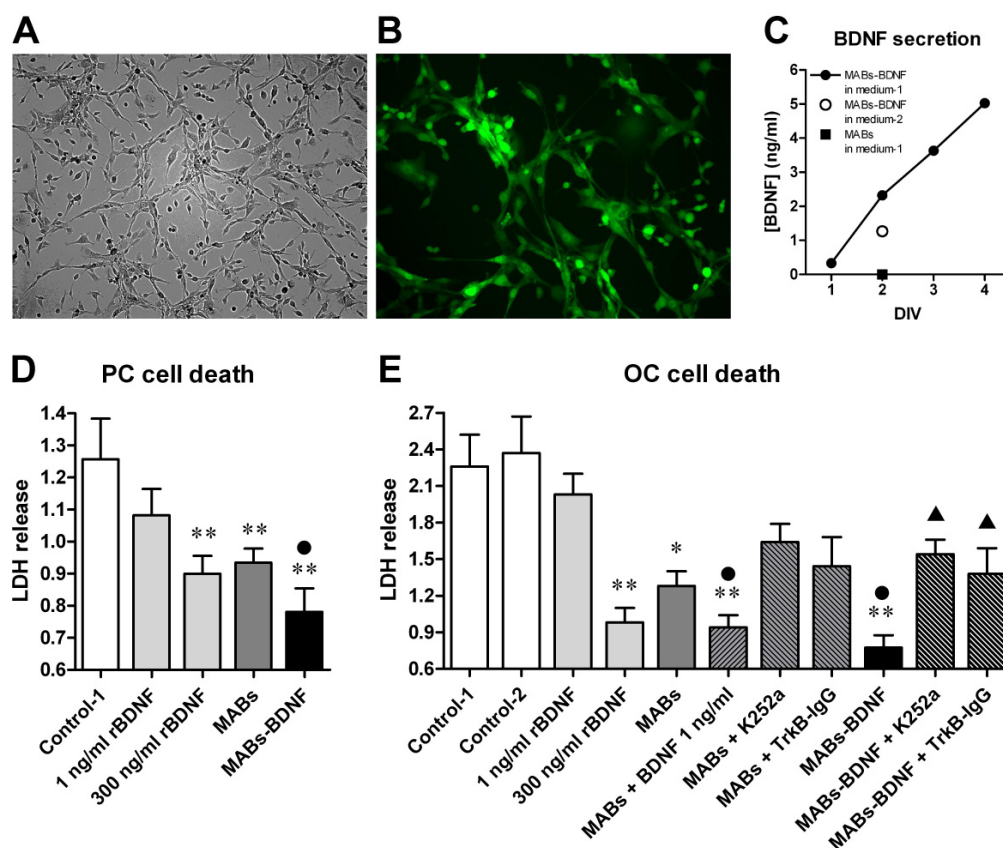 A
B
C
BDNF secretion
[BDNF] (ng/ml)
6
5
4
3
2
1
0
MABs-BDNF
in medium-1
MABs-BDNF
in medium-2
MABs
in medium-1
1 2 3 4
DIV
D
PC cell death
LDH release
1.4
1.3
1.2
1.1
1.0
0.9
0.8
0.7
0.6
**
**
**
Control-1
1 ng/ml rBDNF
300 ng/ml rBDNF
MABs
MABs-BDNF
E
OC cell death
LDH release
2.7
2.4
2.1
1.8
1.5
1.2
0.9
0.6
**
*
**
**
Control-1
Control-2
1 ng/ml rBDNF
300 ng/ml rBDNF
MABs
MABs + BDNF 1 ng/ml
MABs + K252a
MABs + TrkB-IgG
MABs-BDNF
MABs-BDNF + K252a
MABs-BDNF + TrkB-IgG